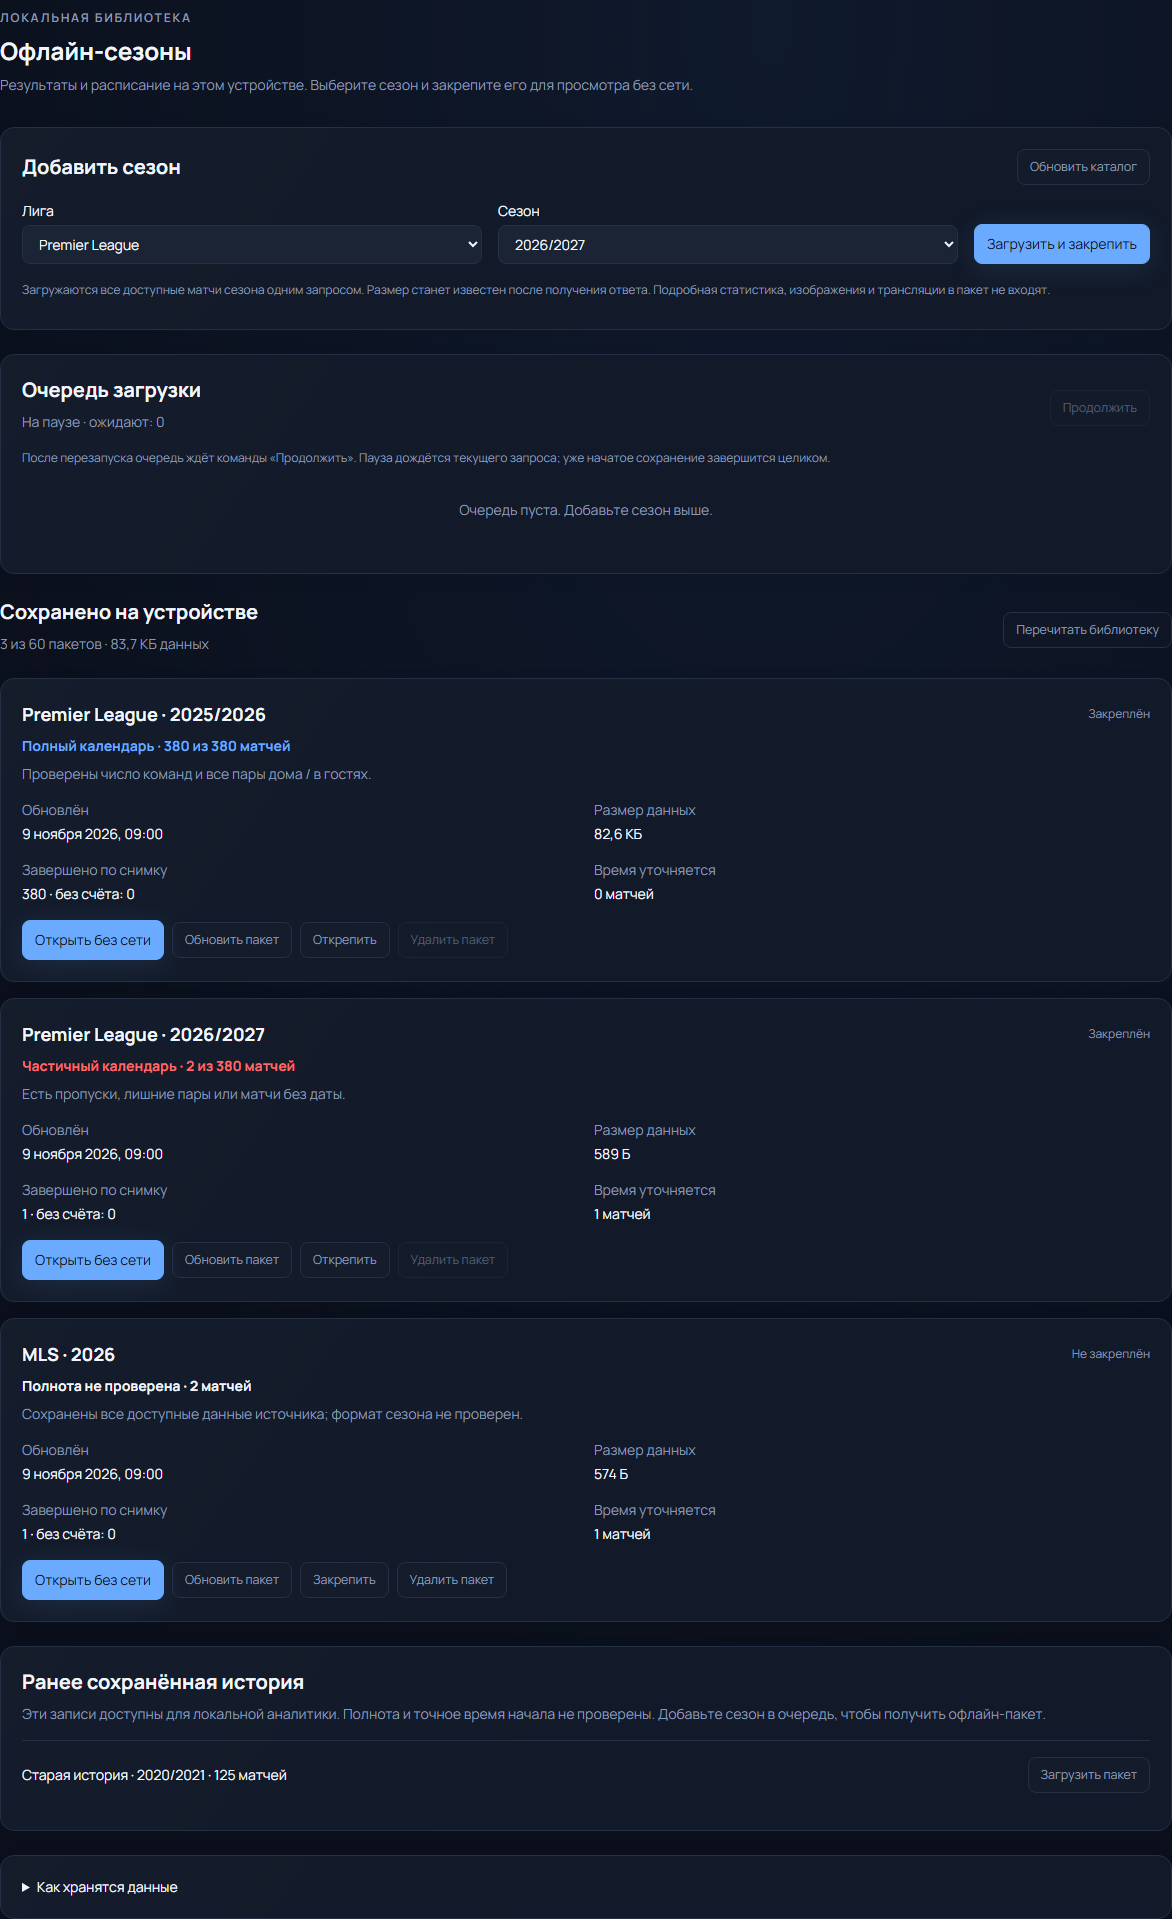 ЛОКАЛЬНАЯ БИБЛИОТЕКА
Офлайн-сезоны
Результаты и расписание на этом устройстве. Выберите сезон и закрепите его для просмотра без сети.
Добавить сезон
Обновить каталог
Лига
Сезон
Premier League
2026/2027
Загрузить и закрепить
Загружаются все доступные матчи сезона одним запросом. Размер станет известен после получения ответа. Подробная статистика, изображения и трансляции в пакет не входят.
Очередь загрузки
На паузе · ожидают: 0
Продолжить
После перезапуска очередь ждёт команды «Продолжить». Пауза дождётся текущего запроса; уже начатое сохранение завершится целиком.
Очередь пуста. Добавьте сезон выше.
Сохранено на устройстве
3 из 60 пакетов · 83,7 КБ данных
Перечитать библиотеку
Premier League · 2025/2026
Закреплён
Полный календарь · 380 из 380 матчей
Проверены число команд и все пары дома / в гостях.
Обновлён
Размер данных
9 ноября 2026, 09:00
82,6 КБ
Завершено по снимку
Время уточняется
380 · без счёта: 0
0 матчей
Открыть без сети
Обновить пакет
Открепить
Удалить пакет
Premier League · 2026/2027
Закреплён
Частичный календарь · 2 из 380 матчей
Есть пропуски, лишние пары или матчи без даты.
Обновлён
Размер данных
9 ноября 2026, 09:00
589 Б
Завершено по снимку
Время уточняется
1 · без счёта: 0
1 матчей
Открыть без сети
Обновить пакет
Открепить
Удалить пакет
MLS · 2026
Не закреплён
Полнота не проверена · 2 матчей
Сохранены все доступные данные источника; формат сезона не проверен.
Обновлён
Размер данных
9 ноября 2026, 09:00
574 Б
Завершено по снимку
Время уточняется
1 · без счёта: 0
1 матчей
Открыть без сети
Обновить пакет
Закрепить
Удалить пакет
Ранее сохранённая история
Эти записи доступны для локальной аналитики. Полнота и точное время начала не проверены. Добавьте сезон в очередь, чтобы получить офлайн-пакет.
Старая история · 2020/2021 · 125 матчей
Загрузить пакет
Как хранятся данные